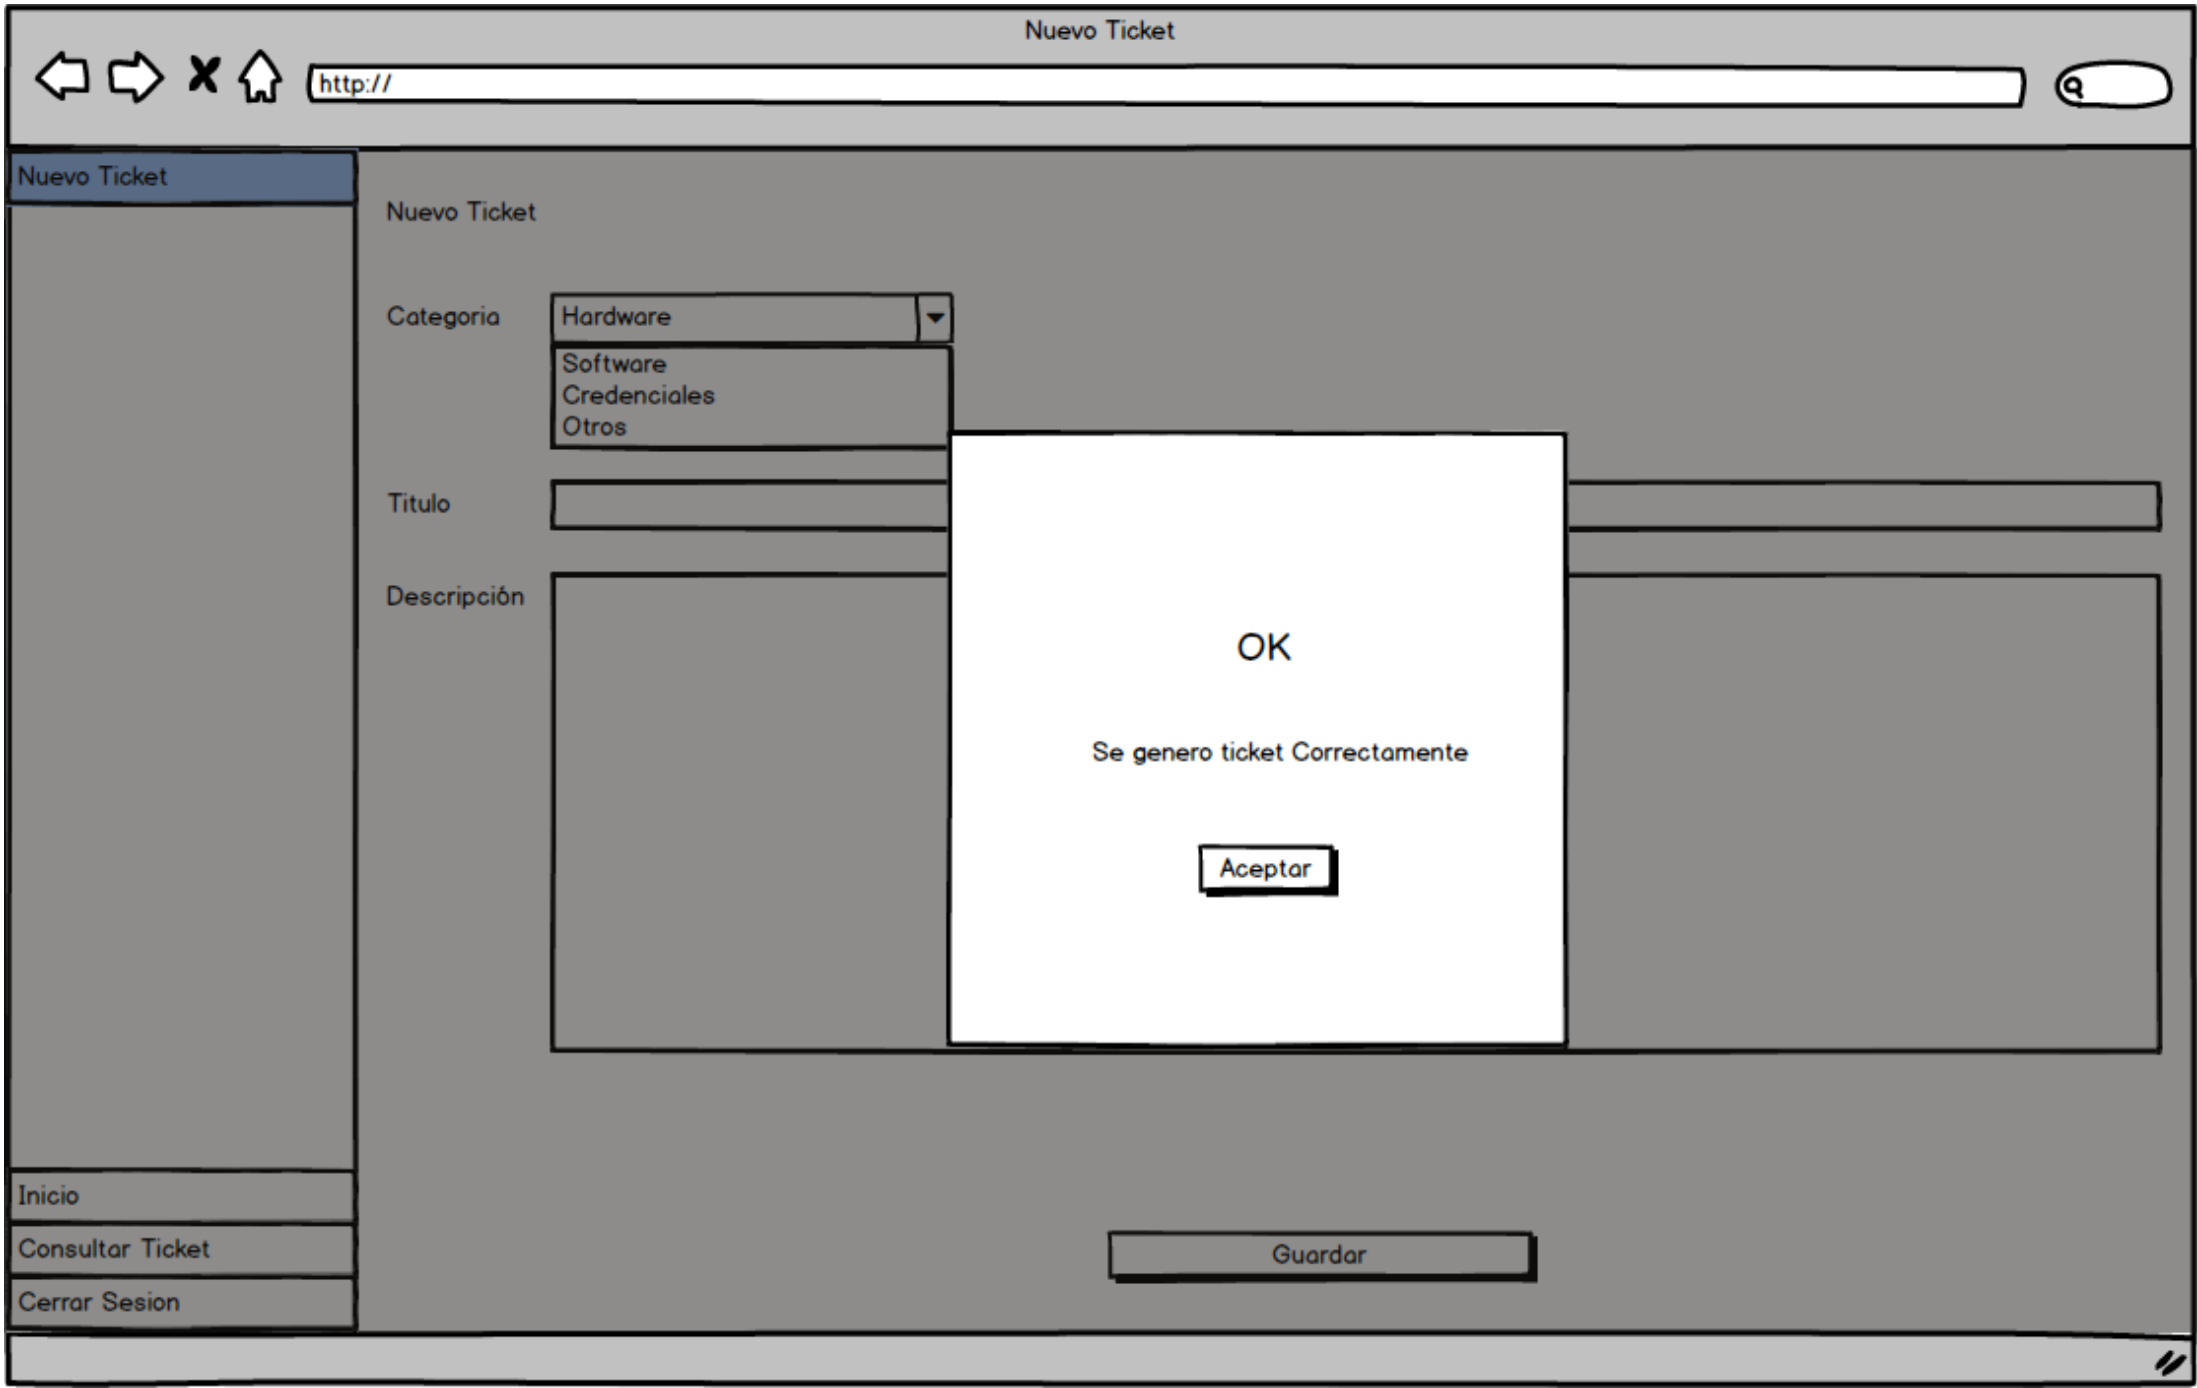 Nuevo Ticket
http://
Nuevo Ticket
Nuevo Ticket
Categoria
Hardware
Software
Credenciales
Otros
Titulo
Descripción
OK
Se genero ticket Correctamente
Aceptar
Inicio
Consultar Ticket
Cerrar Sesion
Guardar